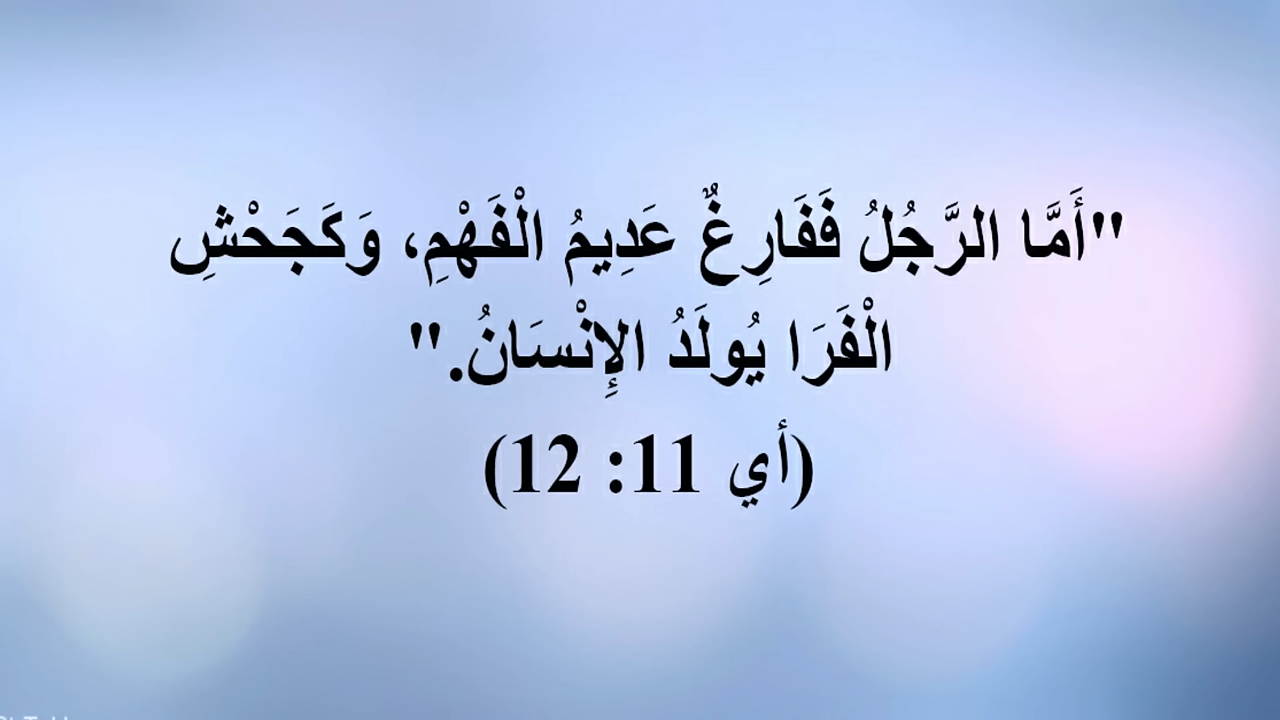 "أَمَّا الرَّجُلُ فَفَارِغٌ عَدِيمُ الْفَهْمِ، وَكَجَحْشِ
الْفَرَا يُولَدُ الإِنْسَانُ."
(أي 11: 12)